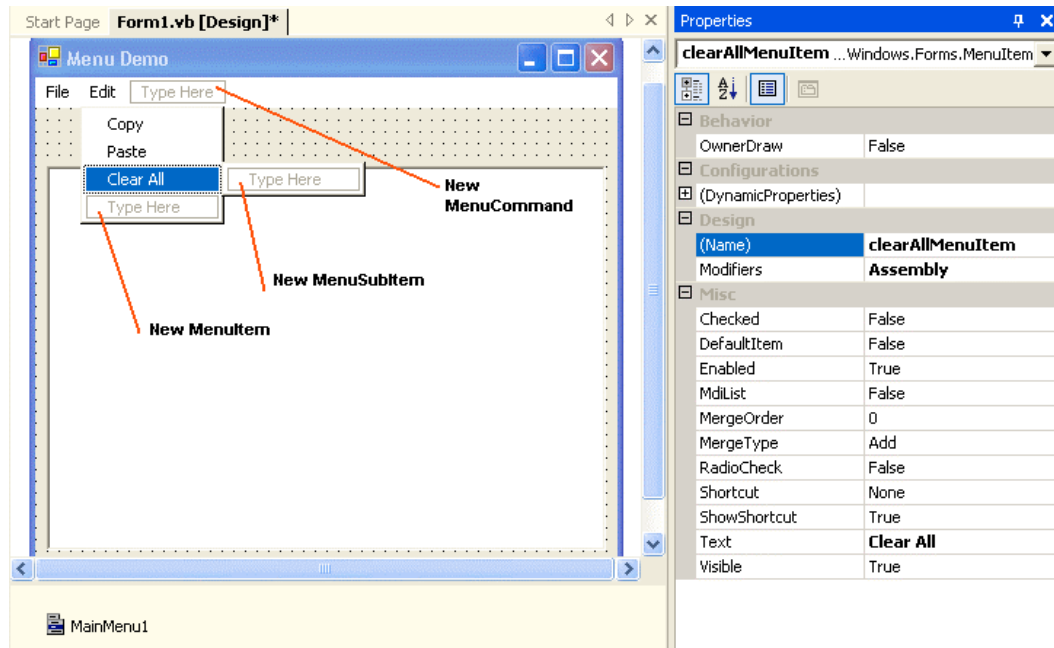 Start Page Form1.vb [Design]*
Menu Demo
File Edit Type Here
Copy
Paste
Clear All Type Here
Type Here
New
MenuCommand
New MenuSubItem
New MenuItem
MainMenu1
Properties
clearAllMenuItem ...Windows.Forms.MenuItem
Behavior
OwnerDraw False
Configurations
(DynamicProperties)
Design
(Name) clearAllMenuItem
Modifiers Assembly
Misc
Checked False
DefaultItem False
Enabled True
MdiList False
MergeOrder 0
MergeType Add
RadioCheck False
Shortcut None
ShowShortcut True
Text Clear All
Visible True